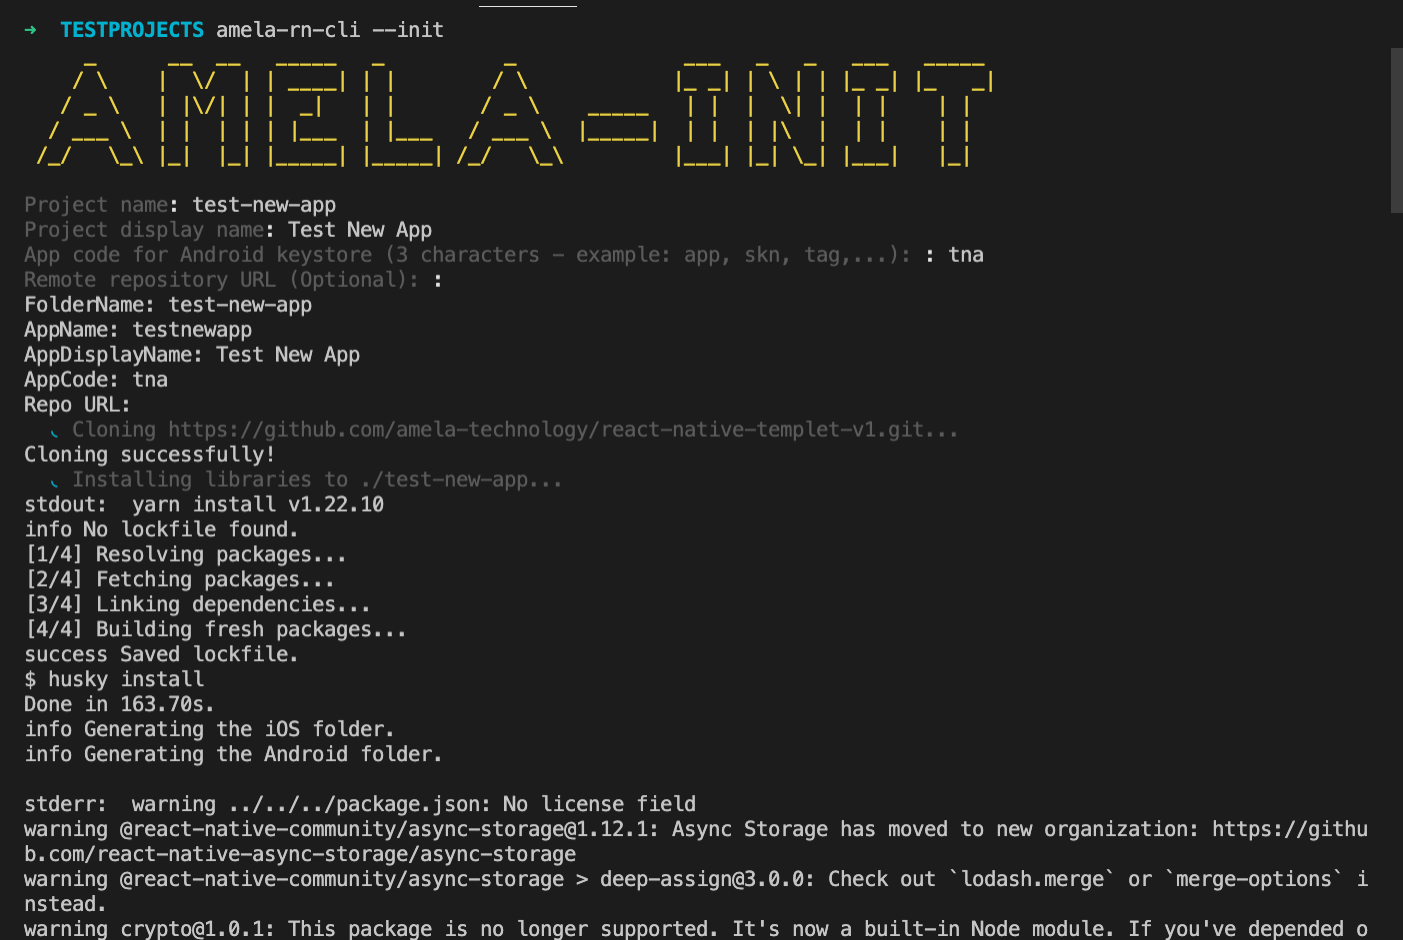 → TESTPROJECTS amela-rn-cli --init
AMELA-INIT
Project name: test-new-app
Project display name: Test New App
App code for Android keystore (3 characters - example: app, skn, tag,...): : tna
Remote repository URL (Optional): :
FolderName: test-new-app
AppName: testnewapp
AppDisplayName: Test New App
AppCode: tna
Repo URL:
Cloning https://github.com/amela-technology/react-native-templet-v1.git...
Cloning successfully!
Installing libraries to ./test-new-app...
stdout:  yarn install v1.22.10
info No lockfile found.
[1/4] Resolving packages...
[2/4] Fetching packages...
[3/4] Linking dependencies...
[4/4] Building fresh packages...
success Saved lockfile.
$ husky install
Done in 163.70s.
info Generating the iOS folder.
info Generating the Android folder.
stderr:  warning ../../../package.json: No license field
warning @react-native-community/async-storage@1.12.1: Async Storage has moved to new organization: https://githu
b.com/react-native-async-storage/async-storage
warning @react-native-community/async-storage > deep-assign@3.0.0: Check out `lodash.merge` or `merge-options` i
nstead.
warning crypto@1.0.1: This package is no longer supported. It's now a built-in Node module. If you've depended o